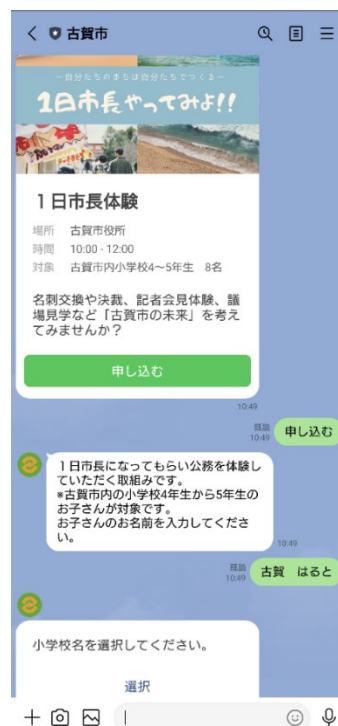 古賀市
－自分たちのまちは自分たちでつくる－
1日市長やってみよ!!
１日市長体験
場所 古賀市役所
時間 10:00 - 12:00
対象 古賀市内小学校4～5年生 8名
名刺交換や決裁、記者会見体験、議
場見学など「古賀市の未来」を考え
てみませんか？
申し込む
10:49
既読
10:49
申し込む
１日市長になってもらい公務を体験し
ていただく取組みです。
*古賀市内の小学校4年生から5年生の
お子さんが対象です。
お子さんのお名前を入力してくださ
い。
10:49
既読
10:49
古賀　はると
小学校名を選択してください。
選択